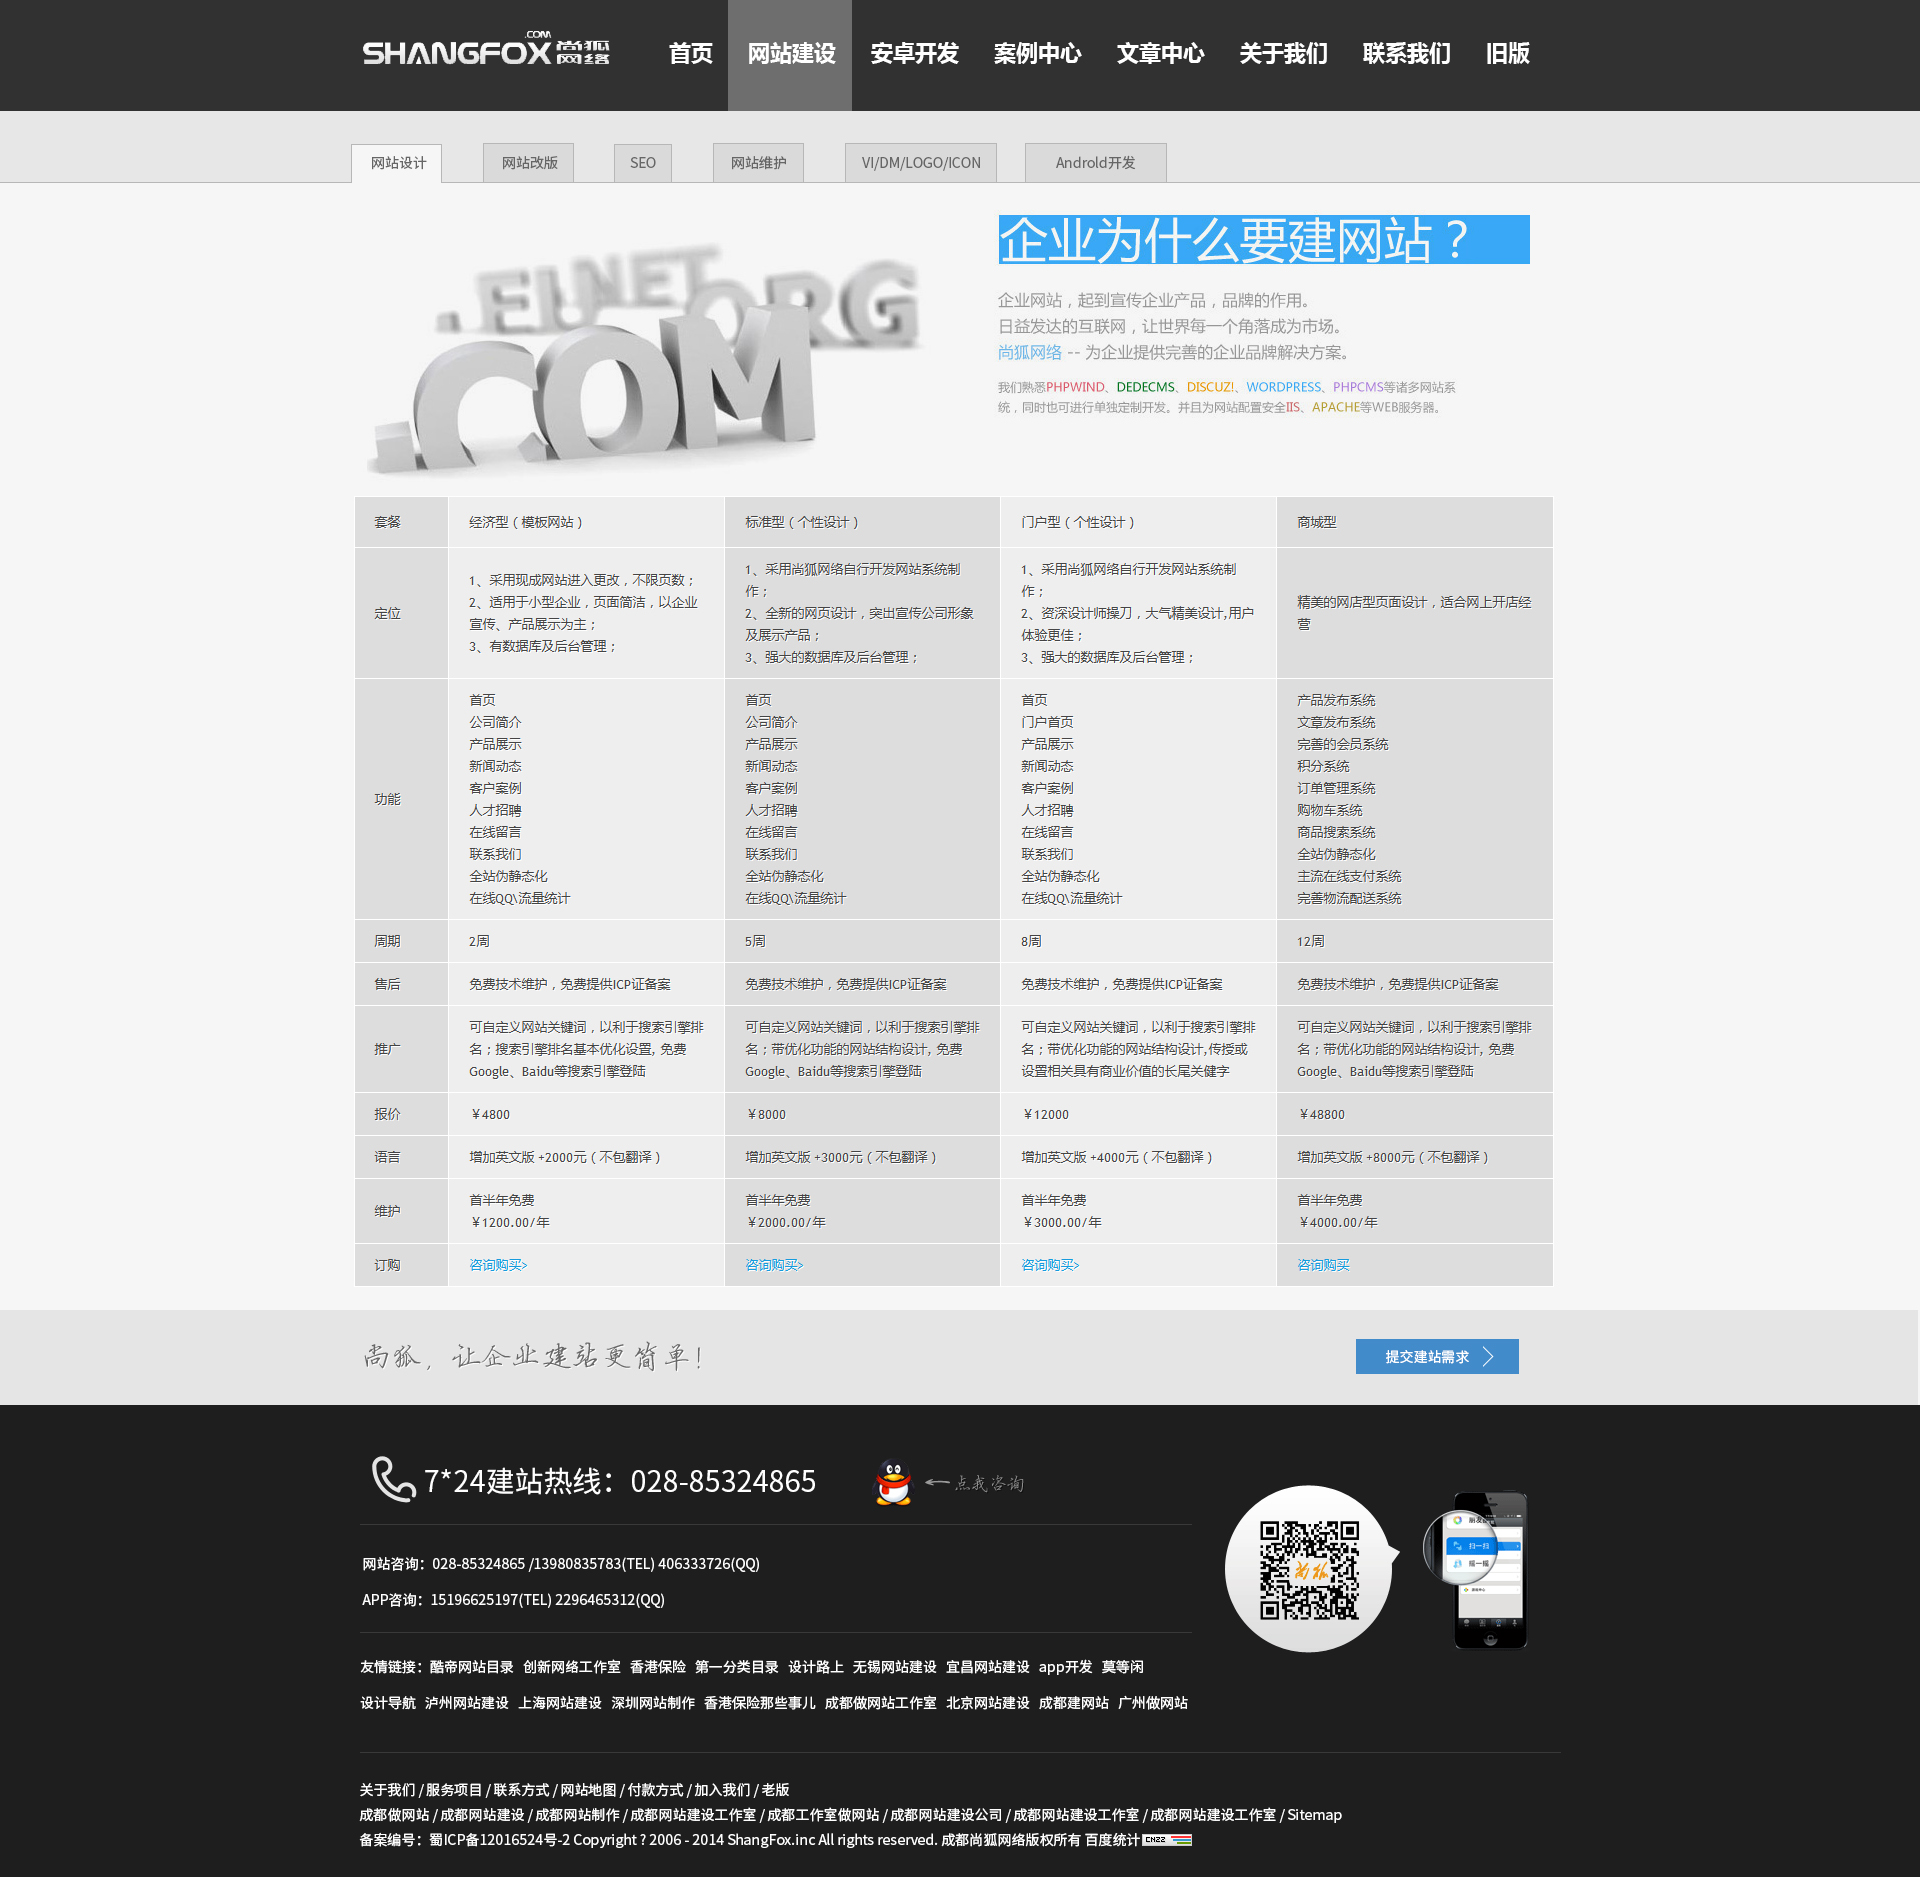 .COM
SHANGFOX 尚狐网络
首页 网站建设 安卓开发 案例中心 文章中心 关于我们 联系我们 旧版
网站设计 网站改版 SEO 网站维护 VI/DM/LOGO/ICON Androld开发
.EU .NET .ORG
.COM
企业为什么要建网站？
企业网站，起到宣传企业产品，品牌的作用。
日益发达的互联网，让世界每一个角落成为市场。
尚狐网络 -- 为企业提供完善的企业品牌解决方案。
我们熟悉PHPWIND、DEDECMS、DISCUZ!、WORDPRESS、PHPCMS等诸多网站系
统，同时也可进行单独定制开发。并且为网站配置安全IIS、APACHE等WEB服务器。
套餐
经济型（模板网站）
标准型（个性设计）
门户型（个性设计）
商城型
定位
1、采用现成网站进入更改，不限页数；
2、适用于小型企业，页面简洁，以企业
宣传、产品展示为主；
3、有数据库及后台管理；
1、采用尚狐网络自行开发网站系统制
作；
2、全新的网页设计，突出宣传公司形象
及展示产品；
3、强大的数据库及后台管理；
1、采用尚狐网络自行开发网站系统制
作；
2、资深设计师操刀，大气精美设计,用户
体验更佳；
3、强大的数据库及后台管理；
精美的网店型页面设计，适合网上开店经
营
功能
首页
公司简介
产品展示
新闻动态
客户案例
人才招聘
在线留言
联系我们
全站伪静态化
在线QQ\流量统计
首页
公司简介
产品展示
新闻动态
客户案例
人才招聘
在线留言
联系我们
全站伪静态化
在线QQ\流量统计
首页
门户首页
产品展示
新闻动态
客户案例
人才招聘
在线留言
联系我们
全站伪静态化
在线QQ\流量统计
产品发布系统
文章发布系统
完善的会员系统
积分系统
订单管理系统
购物车系统
商品搜索系统
全站伪静态化
主流在线支付系统
完善物流配送系统
周期 2周 5周 8周 12周
售后
免费技术维护，免费提供ICP证备案
免费技术维护，免费提供ICP证备案
免费技术维护，免费提供ICP证备案
免费技术维护，免费提供ICP证备案
推广
可自定义网站关键词，以利于搜索引擎排
名；搜索引擎排名基本优化设置, 免费
Google、Baidu等搜索引擎登陆
可自定义网站关键词，以利于搜索引擎排
名；带优化功能的网站结构设计, 免费
Google、Baidu等搜索引擎登陆
可自定义网站关键词，以利于搜索引擎排
名；带优化功能的网站结构设计,传授或
设置相关具有商业价值的长尾关健字
可自定义网站关键词，以利于搜索引擎排
名；带优化功能的网站结构设计, 免费
Google、Baidu等搜索引擎登陆
报价 ￥4800 ￥8000 ￥12000 ￥48800
语言
增加英文版 +2000元（不包翻译）
增加英文版 +3000元（不包翻译）
增加英文版 +4000元（不包翻译）
增加英文版 +8000元（不包翻译）
维护
首半年免费
￥1200.00/年
首半年免费
￥2000.00/年
首半年免费
￥3000.00/年
首半年免费
￥4000.00/年
订购 咨询购买> 咨询购买> 咨询购买> 咨询购买
尚狐，让企业建站更简单！
提交建站需求
7*24建站热线：028-85324865
点我咨询
网站咨询：028-85324865 /13980835783(TEL) 406333726(QQ)
APP咨询：15196625197(TEL) 2296465312(QQ)
尚狐
扫一扫
摇一摇
友情链接：酷帝网站目录 创新网络工作室 香港保险 第一分类目录 设计路上 无锡网站建设 宜昌网站建设 app开发 莫等闲
设计导航 泸州网站建设 上海网站建设 深圳网站制作 香港保险那些事儿 成都做网站工作室 北京网站建设 成都建网站 广州做网站
关于我们 / 服务项目 / 联系方式 / 网站地图 / 付款方式 / 加入我们 / 老版
成都做网站 / 成都网站建设 / 成都网站制作 / 成都网站建设工作室 / 成都工作室做网站 / 成都网站建设公司 / 成都网站建设工作室 / 成都网站建设工作室 / Sitemap
备案编号：蜀ICP备12016524号-2 Copyright ? 2006 - 2014 ShangFox.inc All rights reserved. 成都尚狐网络版权所有 百度统计 CNZZ